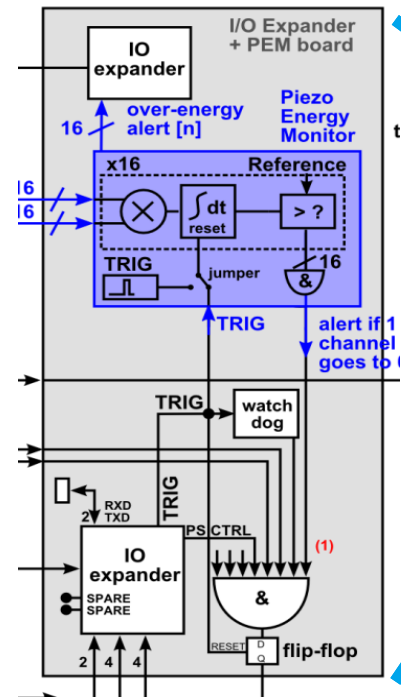 I/O Expander
+ PEM board
IO
expander
over-energy
alert [n]
16
Piezo
Energy
Monitor
x16
Reference
16
16
∫dt
reset
> ?
16
TRIG
jumper
&
TRIG
alert if 1
channel
goes to
TRIG
watch
dog
TRIG
RXD
TXD
2
PS CTRL
(1)
IO
expander
SPARE
SPARE
&
RESET
D
Q
flip-flop
2
4
4